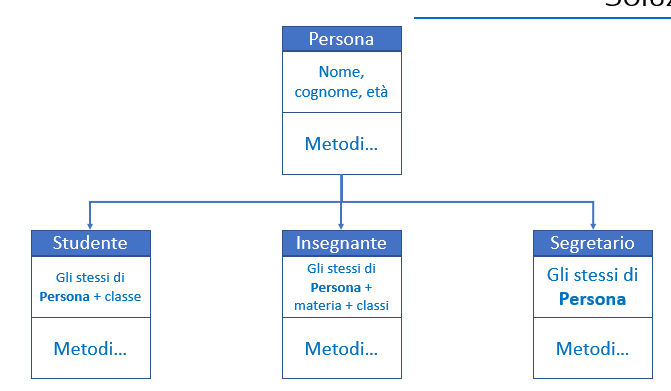 Persona
Nome,
cognome, età
Metodi...
Studente
Gli stessi di
Persona + classe
Metodi...
Insegnante
Gli stessi di
Persona +
materia + classi
Metodi...
Segretario
Gli stessi di
Persona
Metodi...